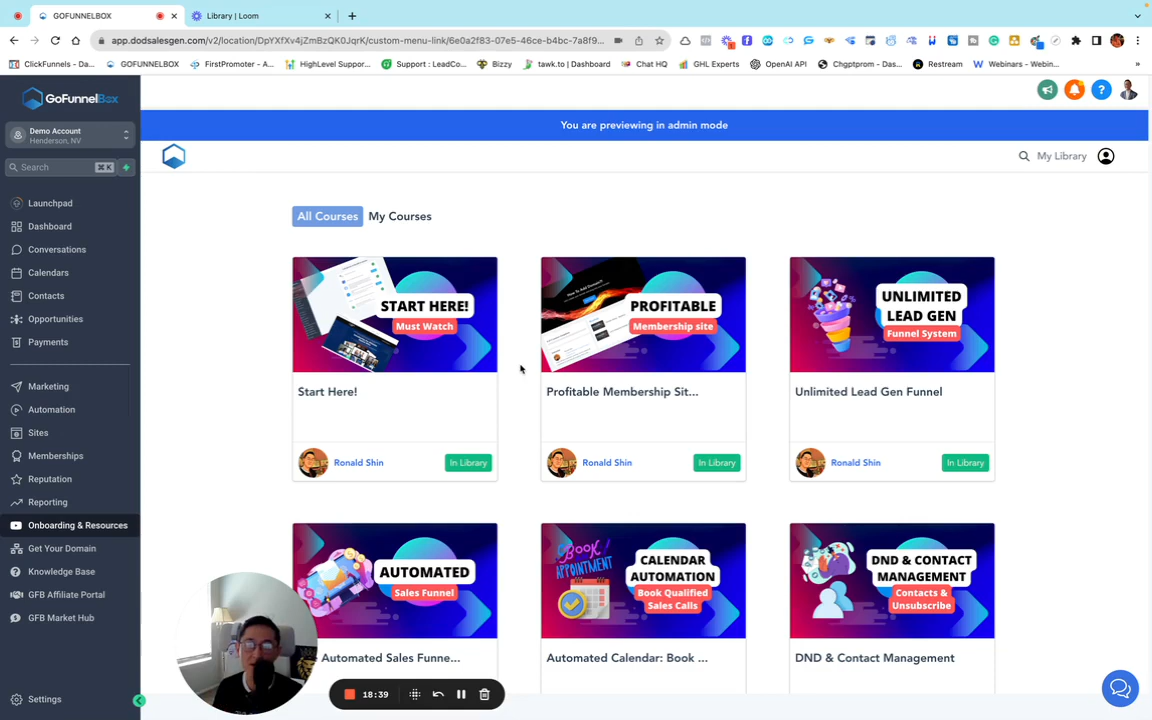 GOFUNNELBOX
Library | Loom
app.dodsalesgen.com/v2/location/DpYXfXv4jZmBzQK0JqrK/custom-menu-link/6e0a2f83-07e5-46ce-b4bc-7a8f9...
ClickFunnels - Da...
GOFUNNELBOX
FirstPromoter - A...
HighLevel Suppor...
Support : LeadCo...
Bizzy
tawk.to | Dashboard
Chat HQ
GHL Experts
OpenAI API
Chgptprom - Das...
Restream
Webinars - Webin...
GoFunnelBox
You are previewing in admin mode
Demo Account
Henderson, NV
Search
⌘K
My Library
Launchpad
Dashboard
Conversations
Calendars
Contacts
Opportunities
Payments
Marketing
Automation
Sites
Memberships
Reputation
Reporting
Onboarding & Resources
Get Your Domain
Knowledge Base
GFB Affiliate Portal
GFB Market Hub
Settings
All Courses
My Courses
START HERE!
Must Watch
Start Here!
Ronald Shin
In Library
PROFITABLE
Membership site
Profitable Membership Sit...
Ronald Shin
In Library
UNLIMITED
LEAD GEN
Funnel System
Unlimited Lead Gen Funnel
Ronald Shin
In Library
AUTOMATED
Sales Funnel
Automated Sales Funne...
BOOK
APPOINTMENT
CALENDAR
AUTOMATION
Book Qualified
Sales Calls
Automated Calendar: Book ...
DND & CONTACT
MANAGEMENT
Contacts &
Unsubscribe
DND & Contact Management
18:39